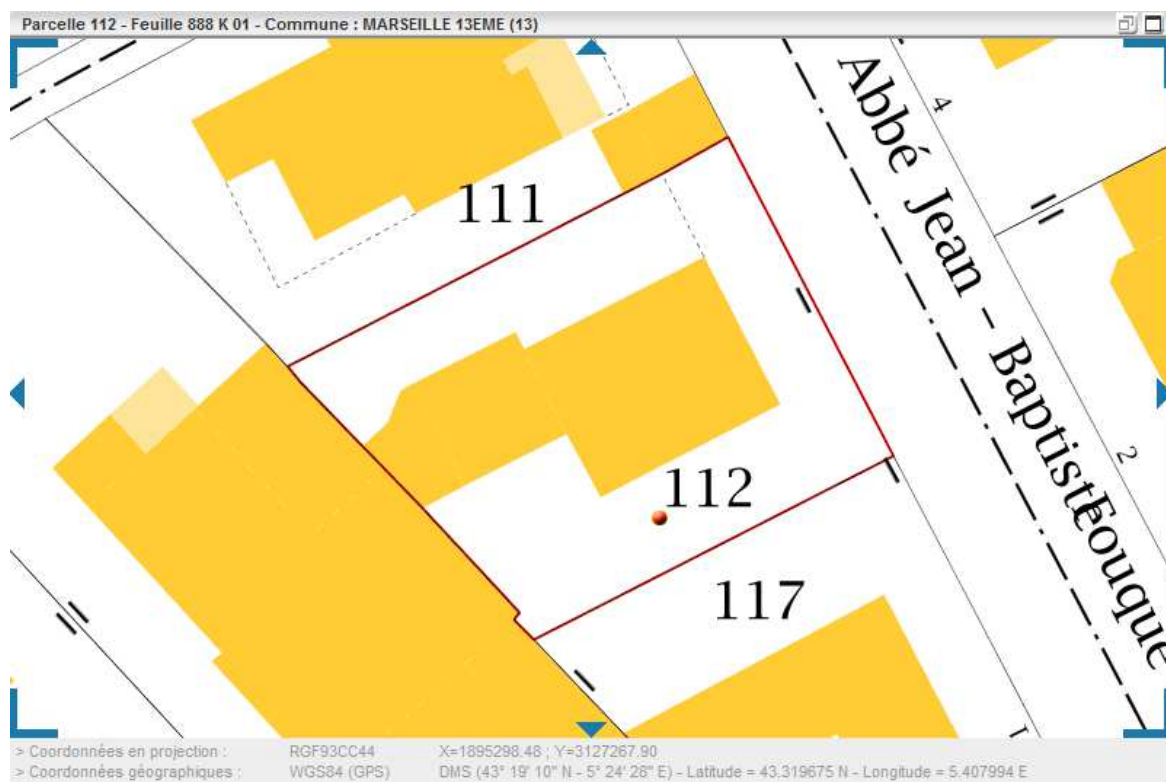 Parcelle 112 - Feuille 888 K 01 - Commune : MARSEILLE 13EME (13)
Abbé Jean - Baptiste Fouque
4
111
2
112
117
1
> Coordonnées en projection : RGF93CC44 X=1895298.48 ; Y=3127267.90
> Coordonnées géographiques : WGS84 (GPS) DMS (43° 19' 10" N - 5° 24' 28" E) - Latitude = 43.319675 N - Longitude = 5.407994 E